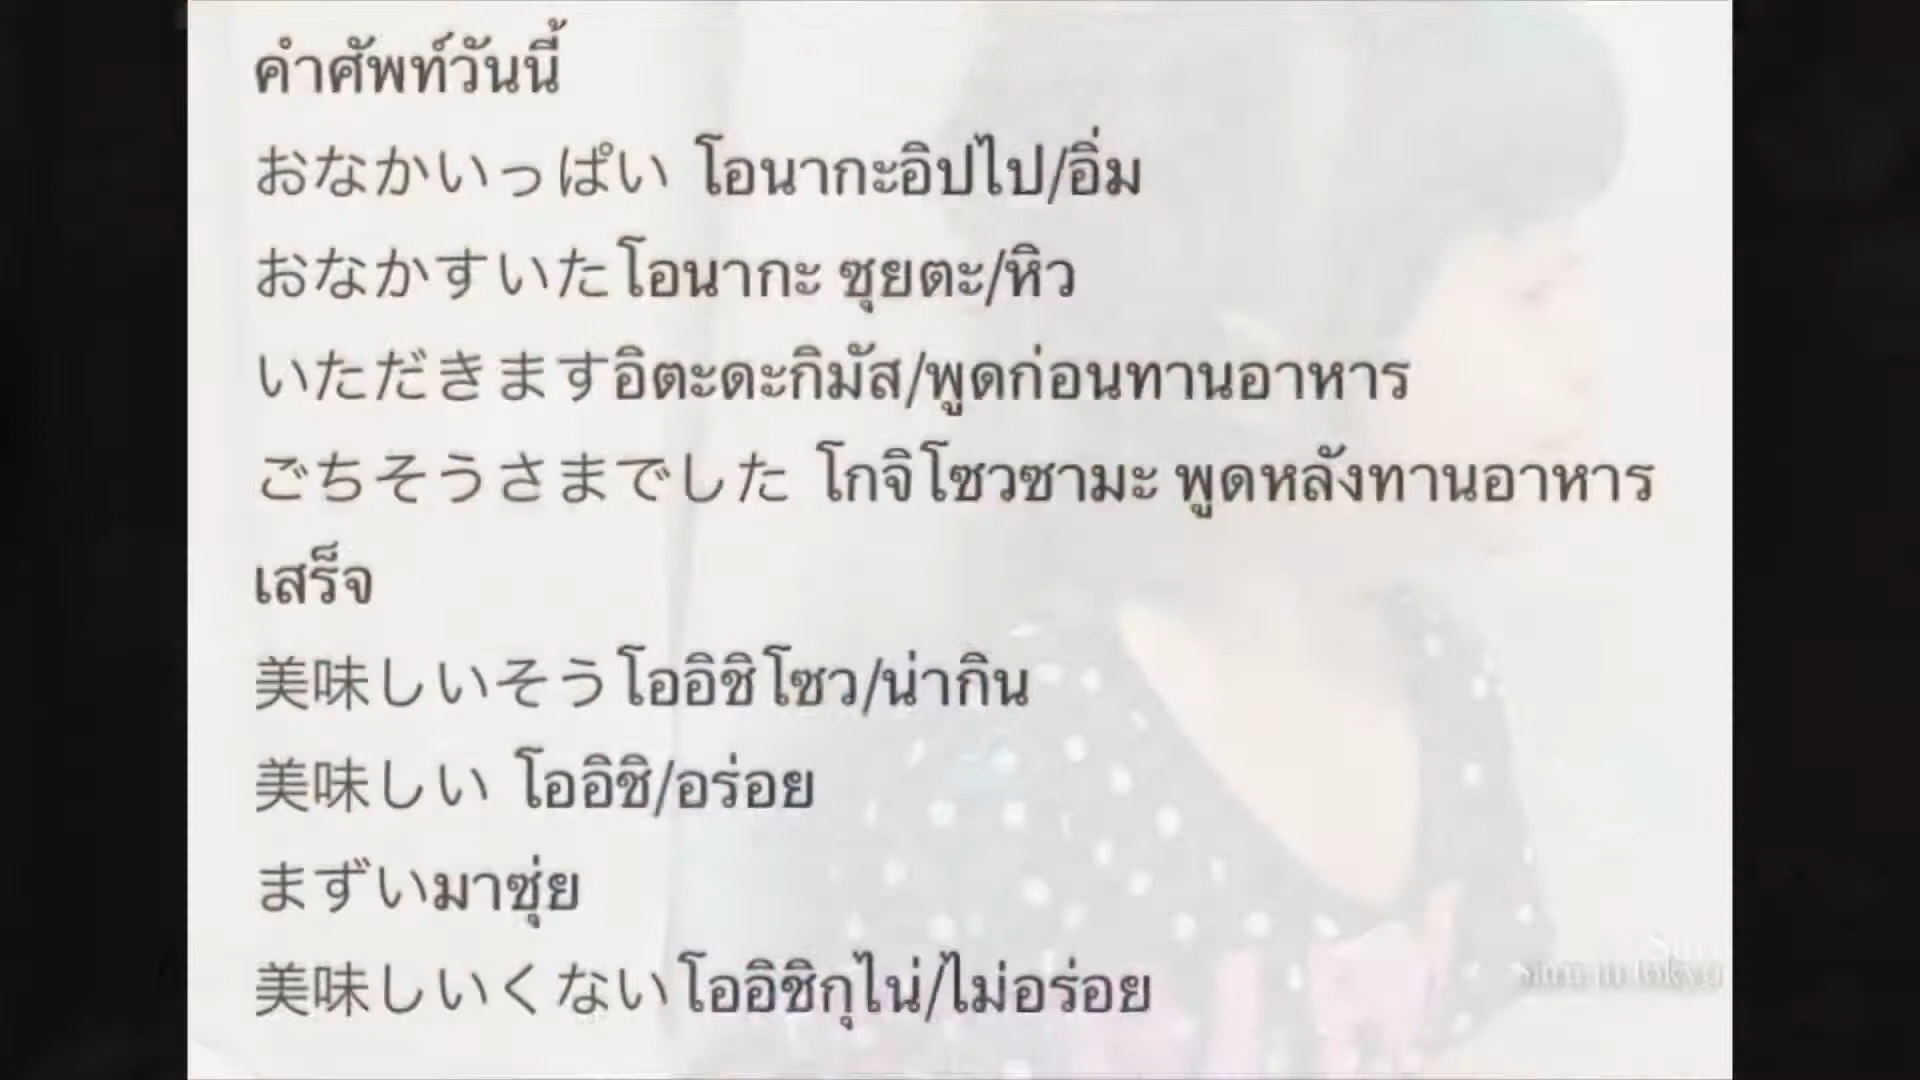 คำศัพท์วันนี้
おなかいっぱい โอนากะอิปไป/อิ่ม
おなかすいたโอนากะ ซุยตะ/หิว
いただきますอิตะดะกิมัส/พูดก่อนทานอาหาร
ごちそうさまでした โกจิโซวซามะ พูดหลังทานอาหาร
เสร็จ
美味しいそうโออิชิโซว/น่ากิน
美味しい โออิชิ/อร่อย
まずいมาซุ่ย
美味しいくないโออิชิกุไน่/ไม่อร่อย